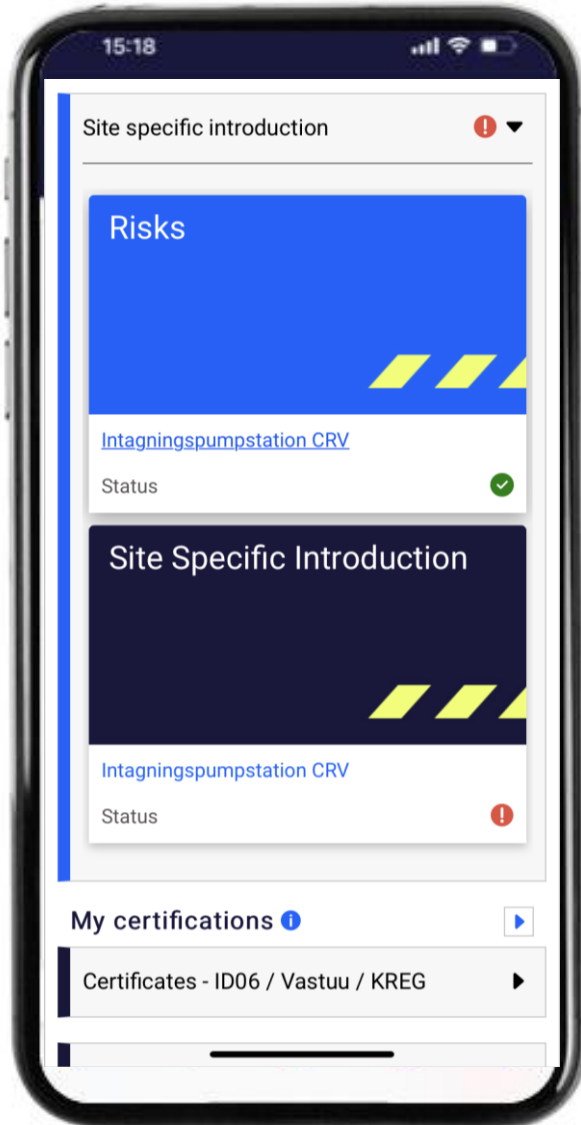 15:18
Site specific introduction
Risks
Intagningspumpstation CRV
Status
Site Specific Introduction
Intagningspumpstation CRV
Status
My certifications
Certificates - ID06 / Vastuu / KREG